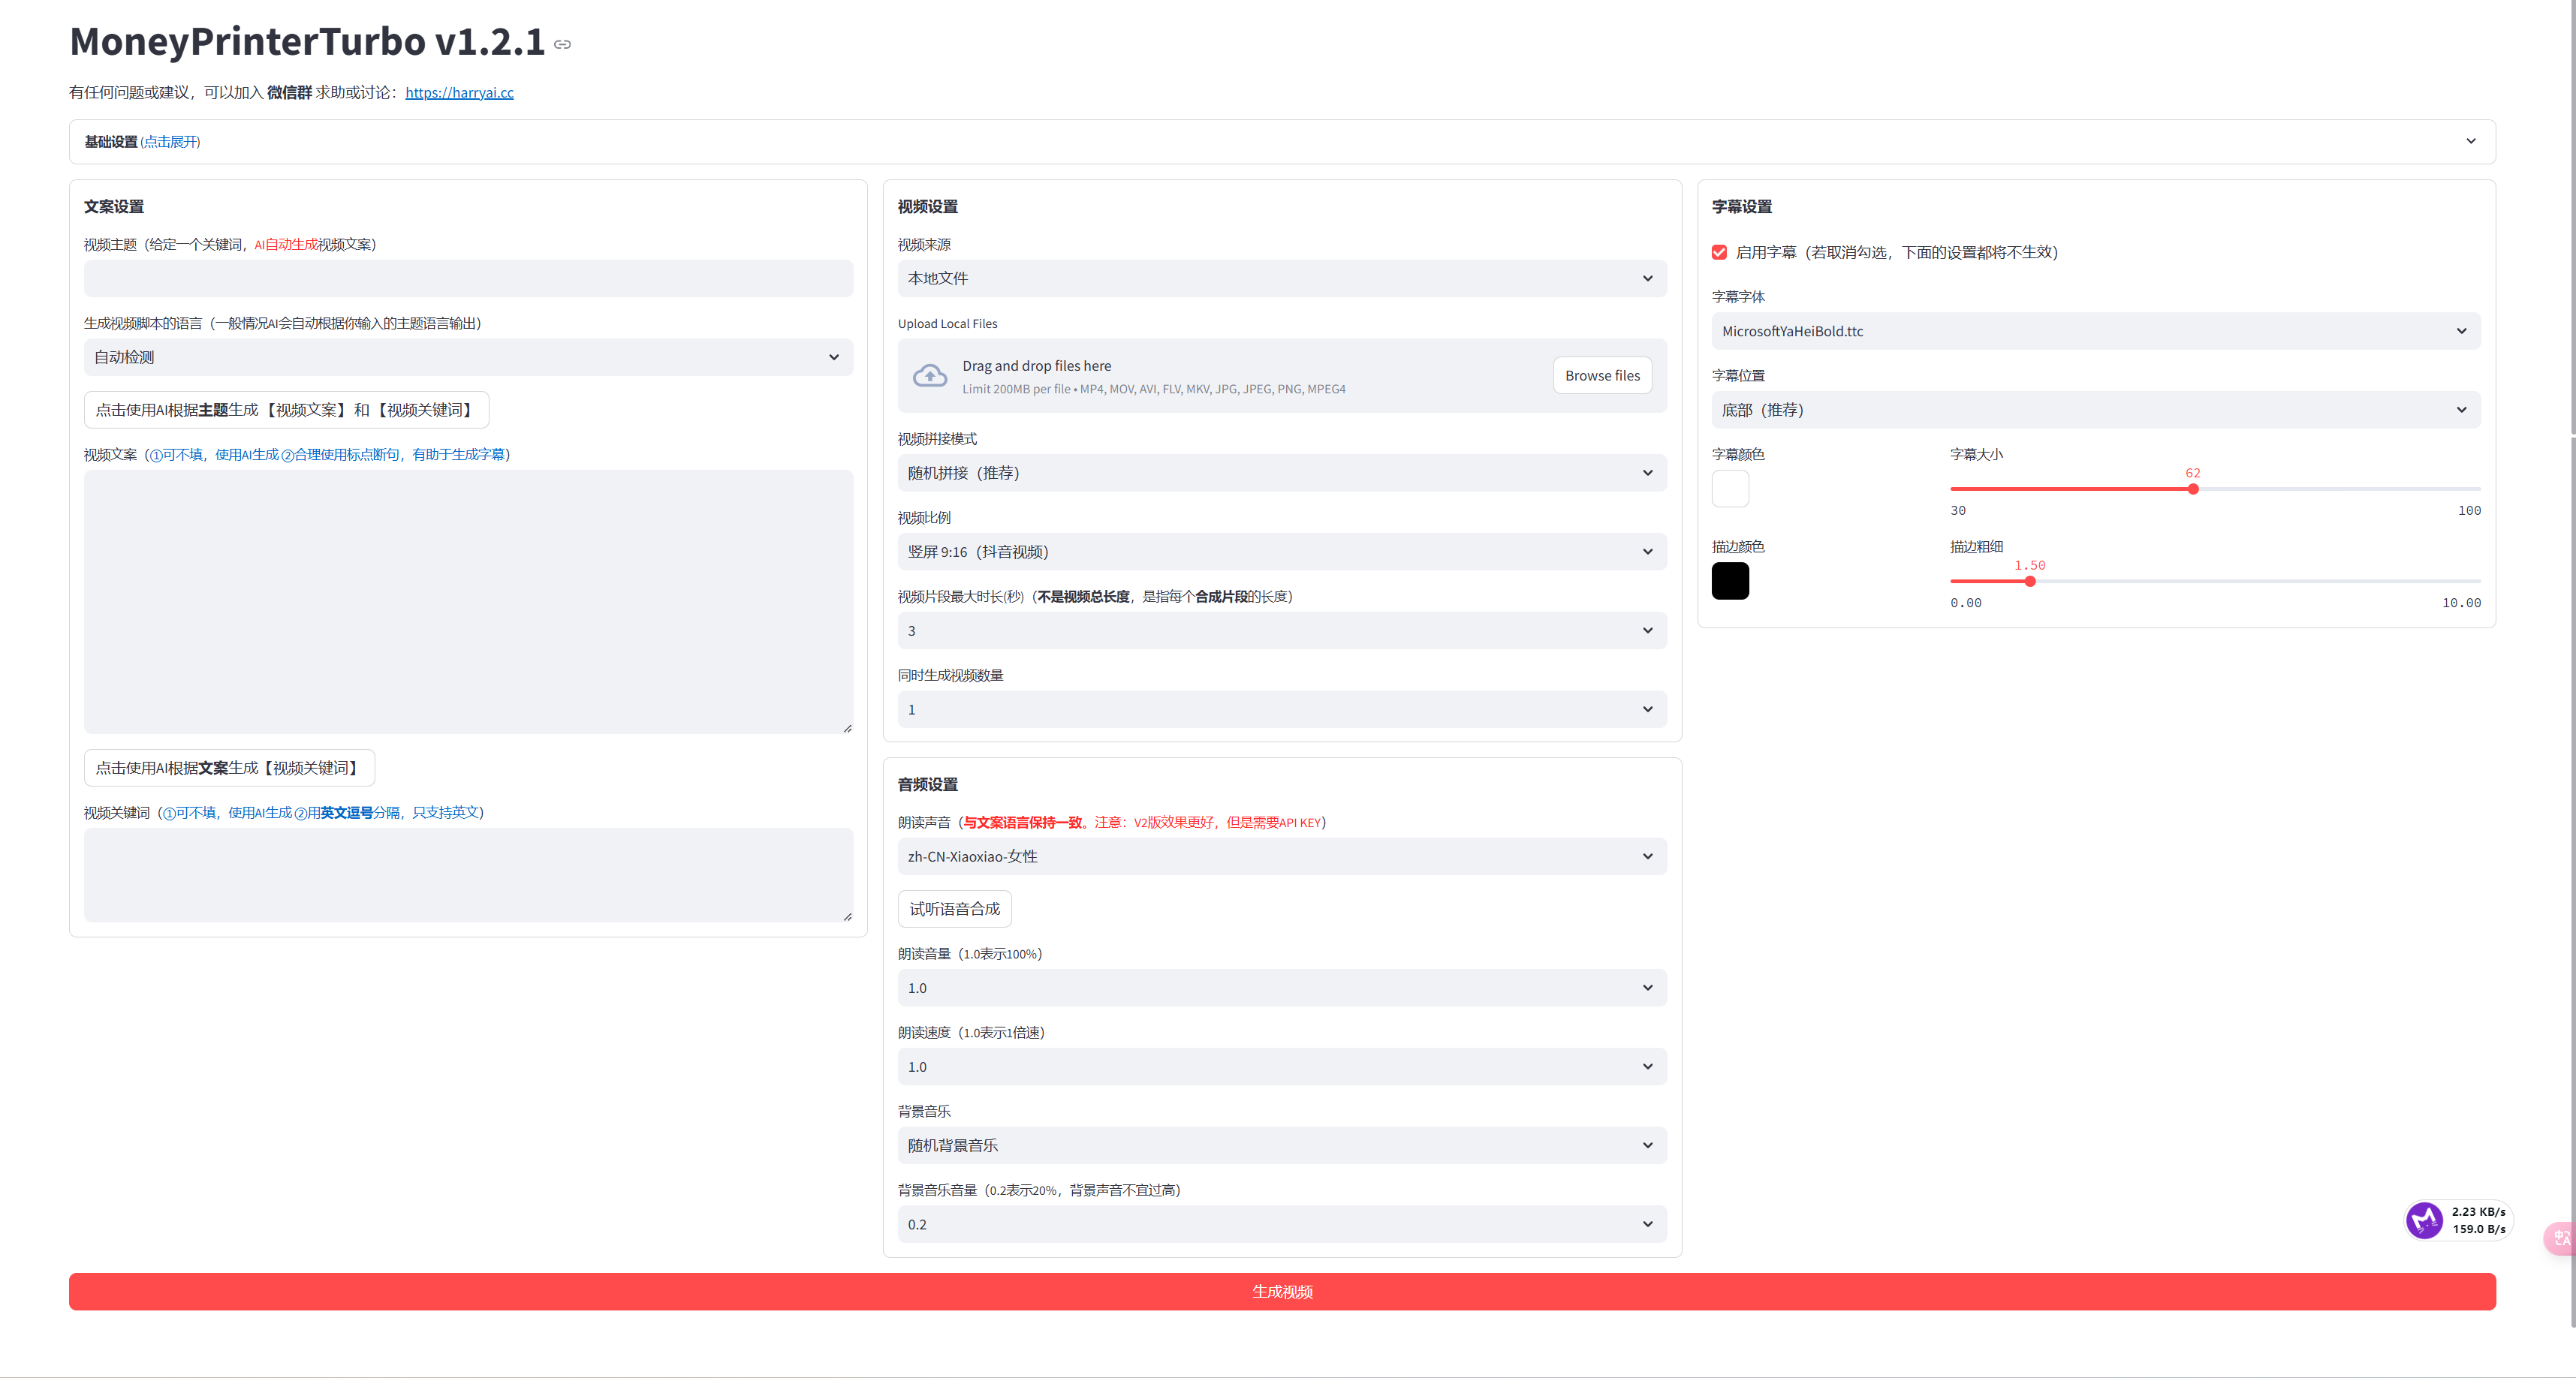 MoneyPrinterTurbo v1.2.1
有任何问题或建议，可以加入 微信群 求助或讨论：https://harryai.cc
基础设置 (点击展开)
文案设置
视频主题（给定一个关键词，AI自动生成视频文案）
生成视频脚本的语言（一般情况AI会自动根据你输入的主题语言输出）
自动检测
点击使用AI根据主题生成 【视频文案】 和 【视频关键词】
视频文案（①可不填，使用AI生成 ②合理使用标点断句，有助于生成字幕）
点击使用AI根据文案生成【视频关键词】
视频关键词（①可不填，使用AI生成 ②用英文逗号分隔，只支持英文）
视频设置
视频来源
本地文件
Upload Local Files
Drag and drop files here
Limit 200MB per file • MP4, MOV, AVI, FLV, MKV, JPG, JPEG, PNG, MPEG4
Browse files
视频拼接模式
随机拼接（推荐）
视频比例
竖屏 9:16（抖音视频）
视频片段最大时长(秒)（不是视频总长度，是指每个合成片段的长度）
3
同时生成视频数量
1
音频设置
朗读声音（与文案语言保持一致。注意：V2版效果更好，但是需要API KEY）
zh-CN-Xiaoxiao-女性
试听语音合成
朗读音量（1.0表示100%）
1.0
朗读速度（1.0表示1倍速）
1.0
背景音乐
随机背景音乐
背景音乐音量（0.2表示20%，背景声音不宜过高）
0.2
字幕设置
启用字幕（若取消勾选，下面的设置都将不生效）
字幕字体
MicrosoftYaHeiBold.ttc
字幕位置
底部（推荐）
字幕颜色
字幕大小
62
30 100
描边颜色
描边粗细
1.50
0.00 10.00
2.23 KB/s
159.0 B/s
中A
生成视频